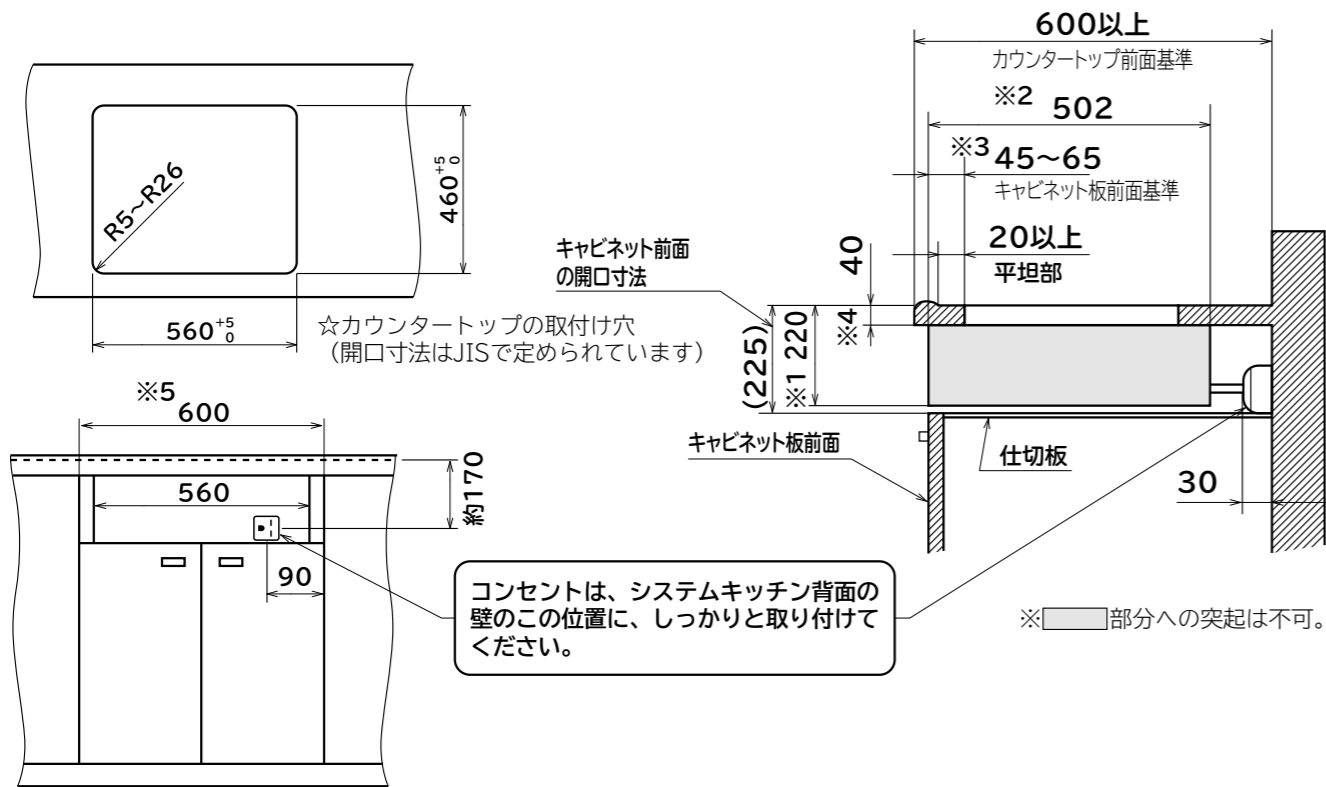 R5～R26
460 +5 0
560 +5 0
☆カウンタートップの取付け穴
（開口寸法はJISで定められています）
※5
600
560
約170
90
600以上
カウンタートップ前面基準
※2
502
※3 45～65
キャビネット板前面基準
20以上
平坦部
キャビネット前面
の開口寸法
40
※4
(225)
※1 220
キャビネット板前面
仕切板
30
コンセントは、システムキッチン背面の
壁のこの位置に、しっかりと取り付けて
ください。
※部分への突起は不可。